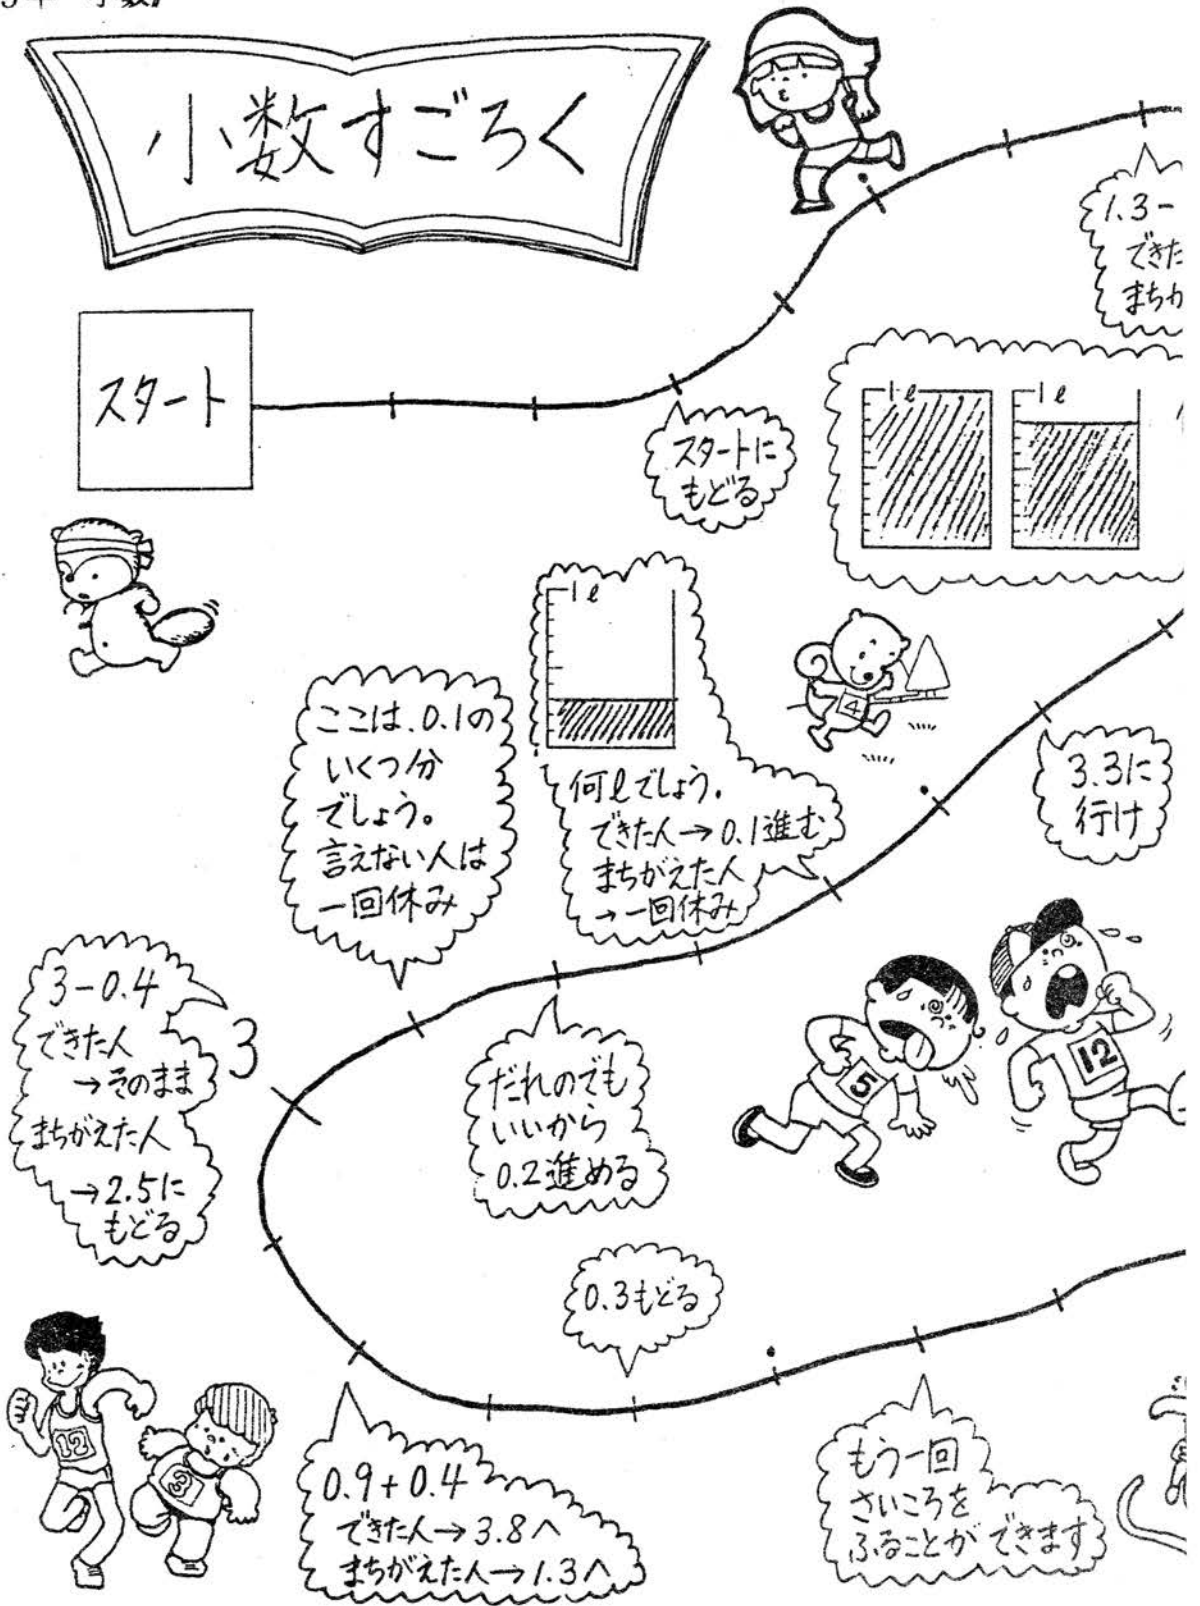 小数すごろく
スタート
スタートに
もどる
1.3－
できた
1ℓ
1ℓ
1ℓ
何ℓでしょう。
できた人→0.1進む
まちがえた人
→一回休み
4
3.3に
行け
ここは、0.1の
いくつ分
でしょう。
言えない人は
一回休み
3－0.4
できた人
→そのまま
まちがえた人
→2.5に
もどる
3
だれのでも
いいから
0.2進める
5
12
0.3もどる
12
3
0.9＋0.4
できた人→3.8へ
まちがえた人→1.3へ
もう一回
さいころを
ふることができます